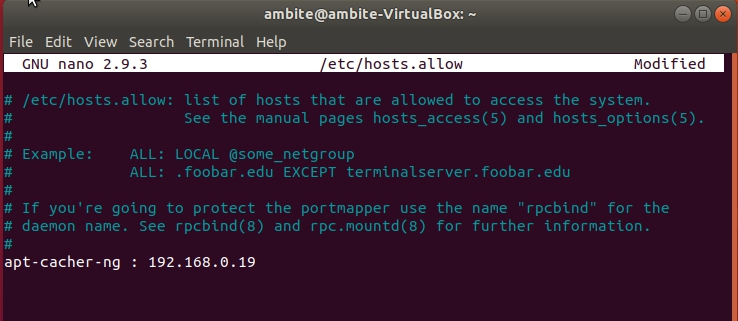 ambite@ambite-VirtualBox: ~
File Edit View Search Terminal Help
GNU nano 2.9.3 /etc/hosts.allow Modified
# /etc/hosts.allow: list of hosts that are allowed to access the system.
# See the manual pages hosts_access(5) and hosts_options(5).
#
# Example: ALL: LOCAL @some_netgroup
# ALL: .foobar.edu EXCEPT terminalserver.foobar.edu
#
# If you're going to protect the portmapper use the name "rpcbind" for the
# daemon name. See rpcbind(8) and rpc.mountd(8) for further information.
#
apt-cacher-ng : 192.168.0.19